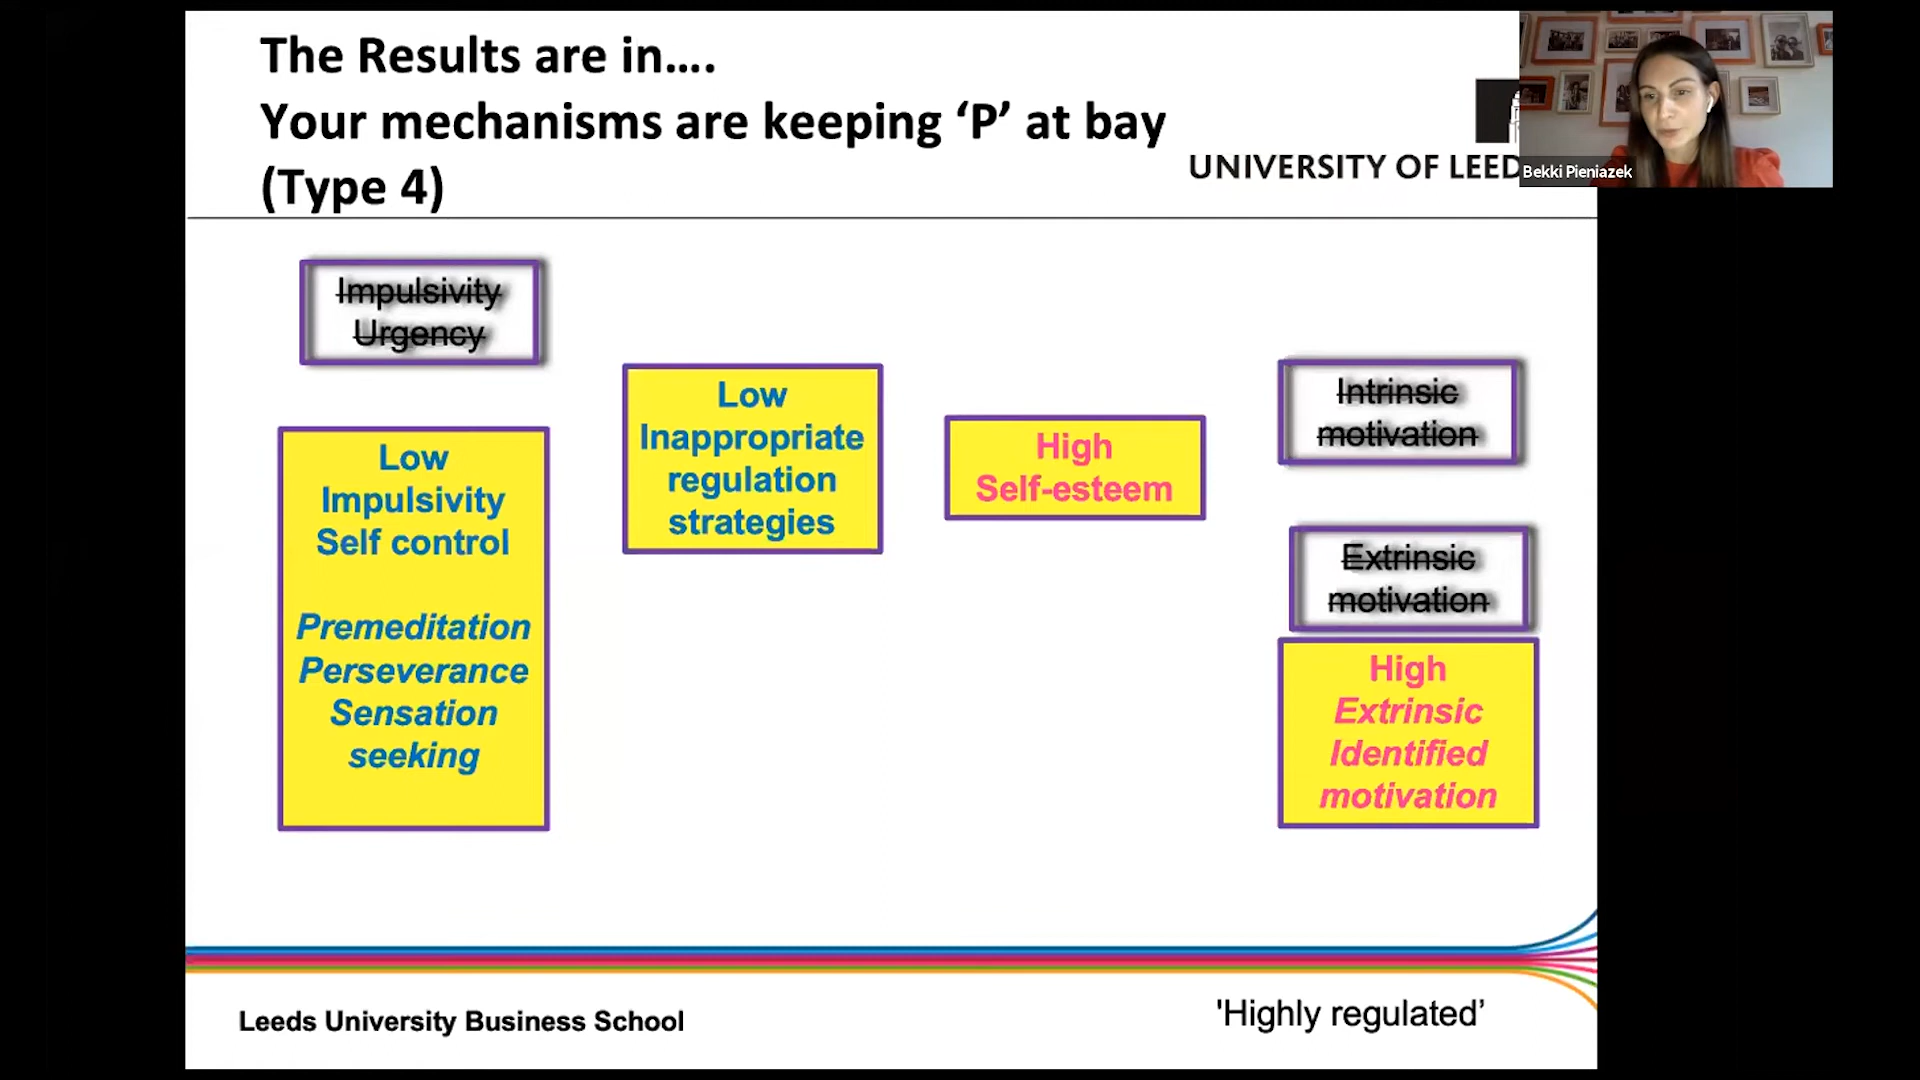 The Results are in....
Your mechanisms are keeping ‘P’ at bay
(Type 4)
UNIVERSITY OF LEED
Bekki Pieniazek
Impulsivity
Urgency
Low
Impulsivity
Self control
Premeditation
Perseverance
Sensation
seeking
Low
Inappropriate
regulation
strategies
High
Self-esteem
Intrinsic
motivation
Extrinsic
motivation
High
Extrinsic
Identified
motivation
Leeds University Business School
'Highly regulated’